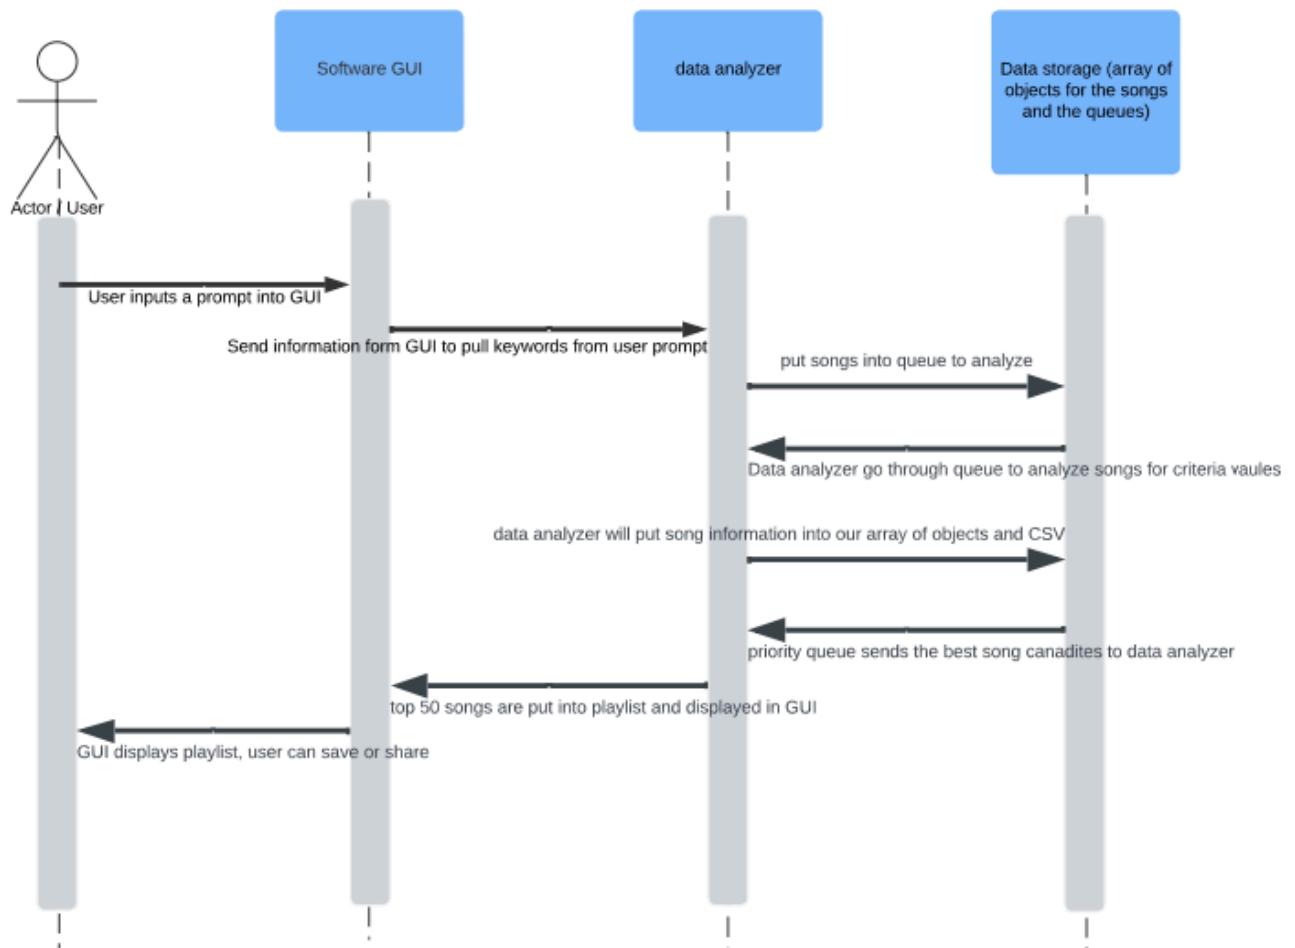 Software GUI
data analyzer
Data storage (array of
objects for the songs
and the queues)
Actor / User
User inputs a prompt into GUI
Send information form GUI to pull keywords from user prompt
put songs into queue to analyze
Data analyzer go through queue to analyze songs for criteria vaules
data analyzer will put song information into our array of objects and CSV
priority queue sends the best song canadites to data analyzer
top 50 songs are put into playlist and displayed in GUI
GUI displays playlist, user can save or share